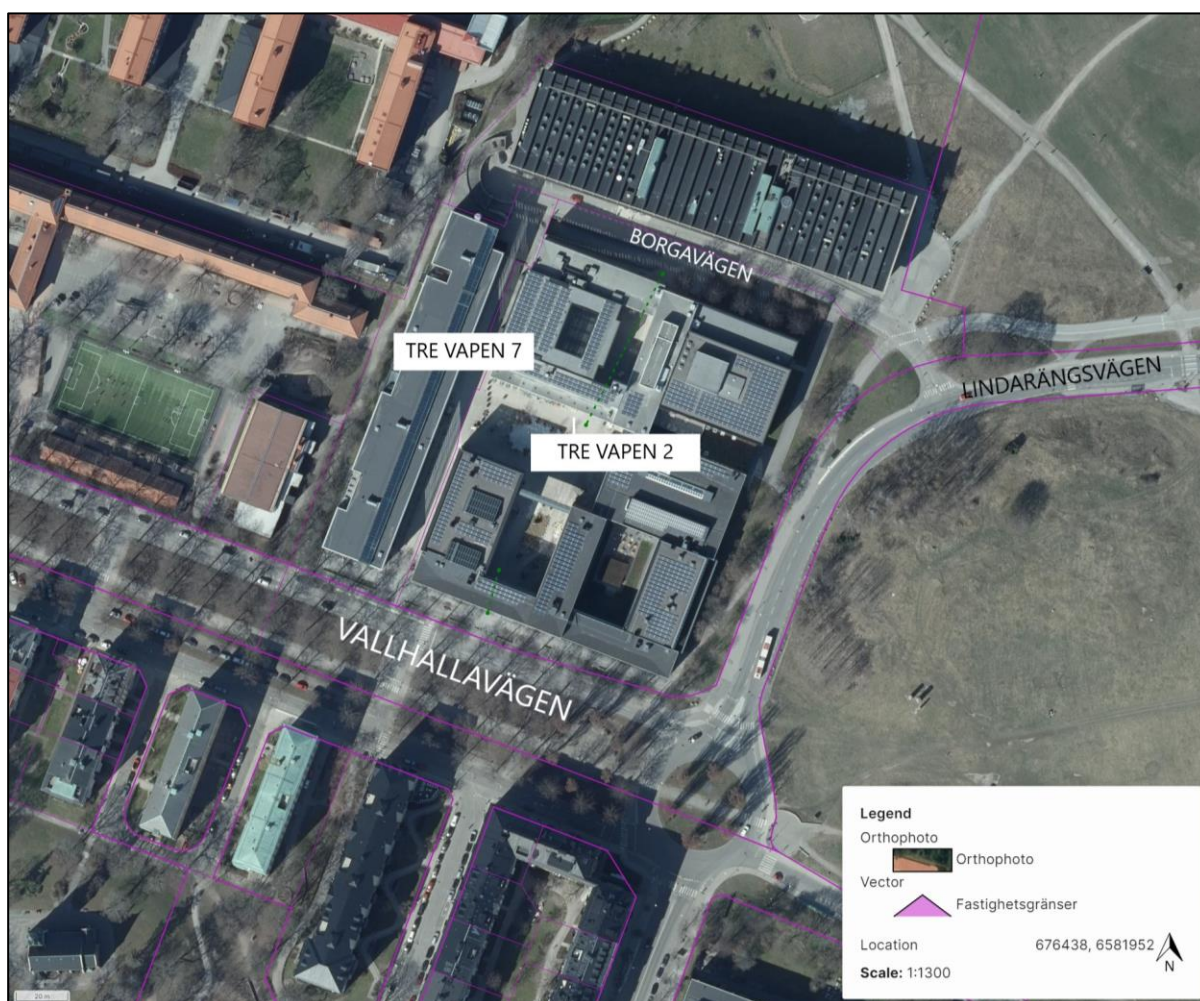 BORGAVÄGEN
TRE VAPEN 7
LINDARÄNGSVÄGEN
TRE VAPEN 2
VALLHALLAVÄGEN
Legend
Orthophoto
Orthophoto
Vector
Fastighetsgränser
Location 676438, 6581952
Scale: 1:1300
N
20 m